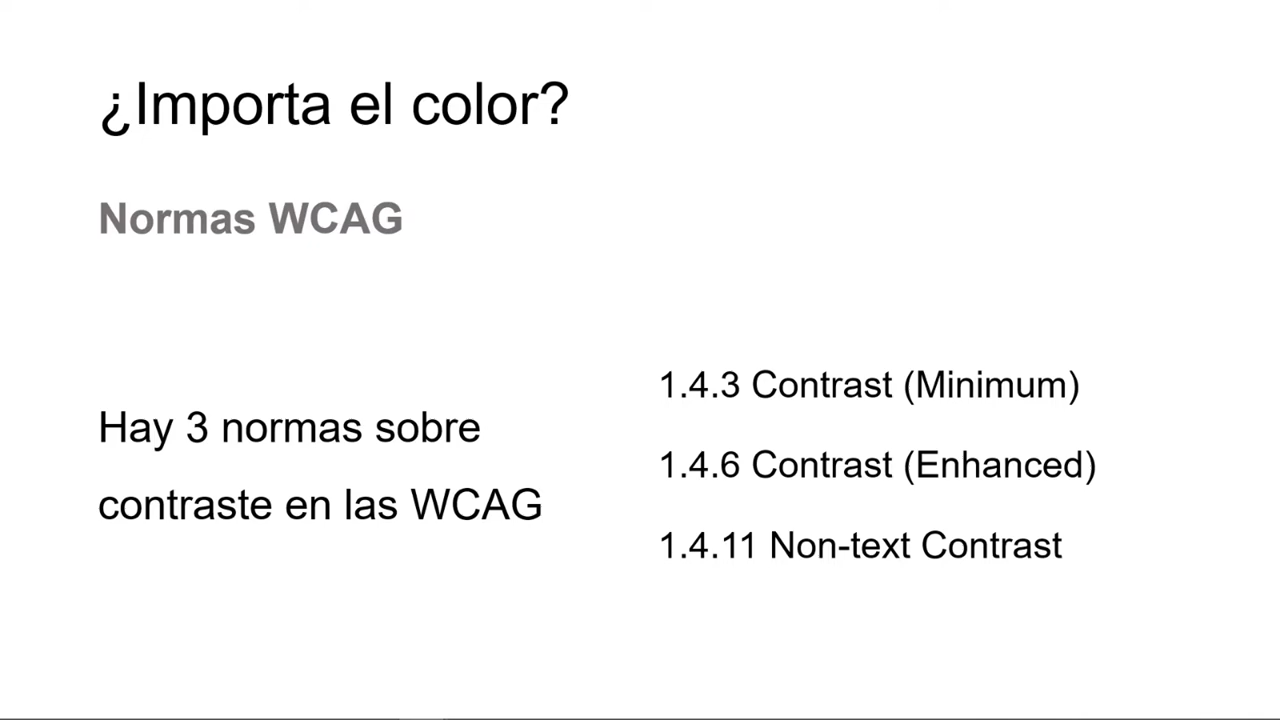 ¿Importa el color?
Normas WCAG
Hay 3 normas sobre
contraste en las WCAG
1.4.3 Contrast (Minimum)
1.4.6 Contrast (Enhanced)
1.4.11 Non-text Contrast